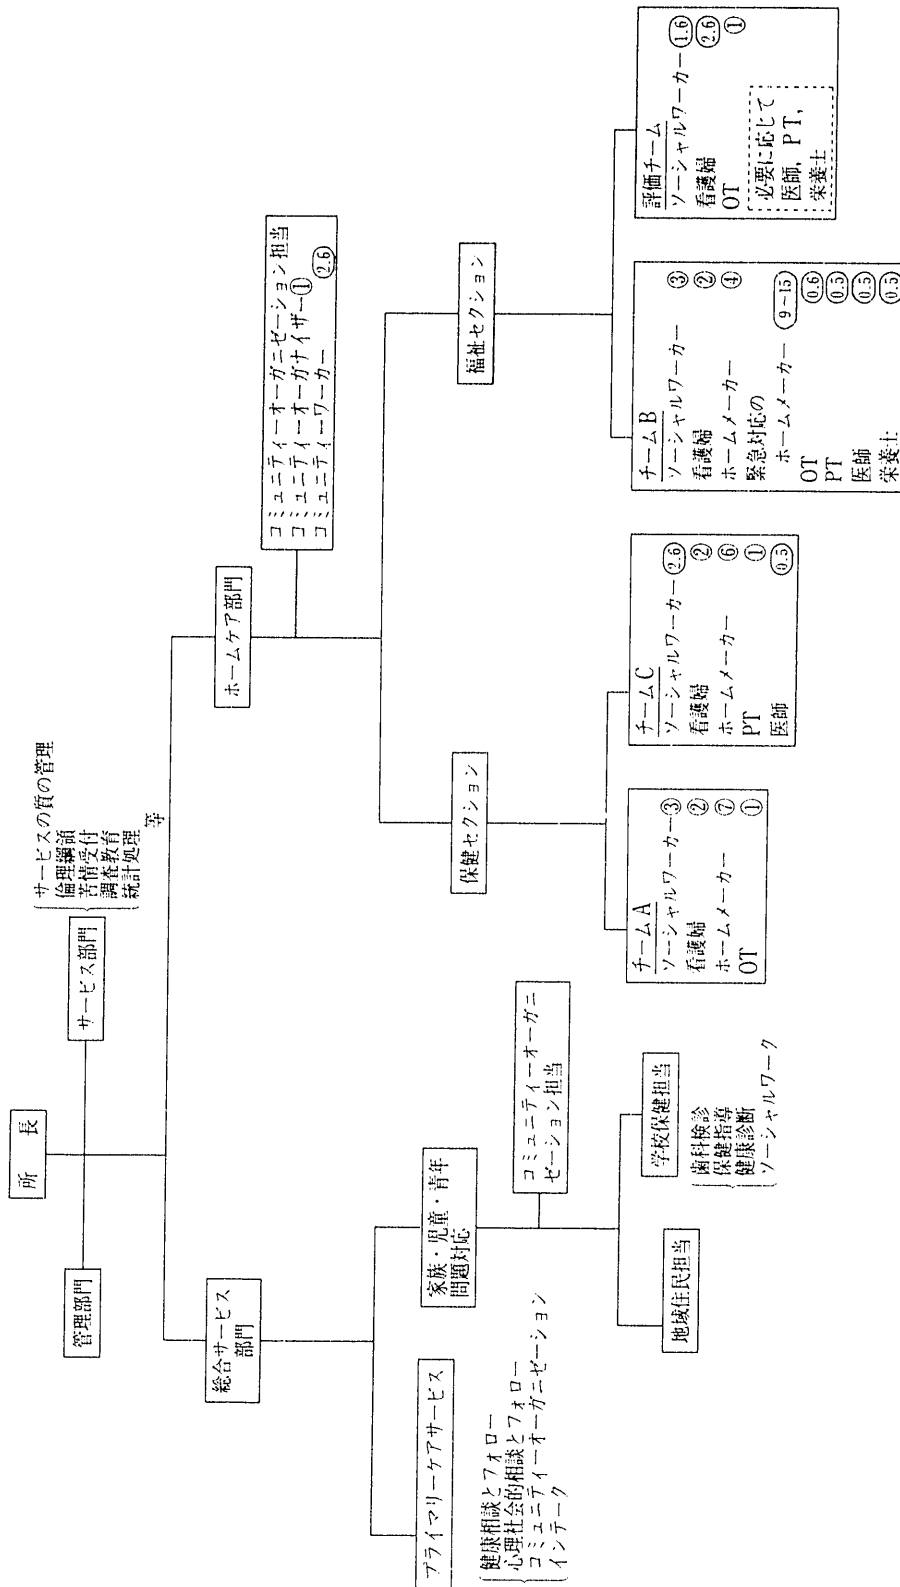 所　長
管理部門
サービス部門
サービスの質の管理
倫理綱領
苦情受付
調査教育
統計処理
等
総合サービス
部門
ホームケア部門
コミュニティーオーガニゼーション担当
コミュニティーオーガナイザー①
コミュニティーワーカー 2.6
プライマリーケアサービス
健康相談とフォロー
心理社会的相談とフォロー
コミュニティーオーガニゼーション
インテーク
家族・児童・青年
問題対応
コミュニティーオーガニ
ゼーション担当
地域住民担当
学校保健担当
歯科検診
保健指導
健康診断
ソーシャルワーク
保健セクション
福祉セクション
チームA
ソーシャルワーカー③
看護婦 ②
ホームメーカー ⑦
OT ①
チームC
ソーシャルワーカー 2.6
看護婦 ②
ホームメーカー ⑥
PT ①
医師 0.5
チームB
ソーシャルワーカー ③
看護婦 ②
ホームメーカー ④
緊急対応の
ホームメーカー 9~15
OT 0.6
PT 0.5
医師 0.5
栄養士 0.5
評価チーム
ソーシャルワーカー 1.6
看護婦 2.6
OT ①
必要に応じて
医師，PT，
栄養士